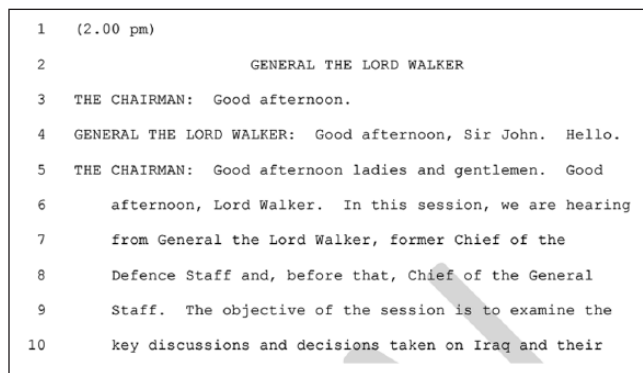 1 (2.00 pm)
2 GENERAL THE LORD WALKER
3 THE CHAIRMAN: Good afternoon.
4 GENERAL THE LORD WALKER: Good afternoon, Sir John. Hello.
5 THE CHAIRMAN: Good afternoon ladies and gentlemen. Good
6 afternoon, Lord Walker. In this session, we are hearing
7 from General the Lord Walker, former Chief of the
8 Defence Staff and, before that, Chief of the General
9 Staff. The objective of the session is to examine the
10 key discussions and decisions taken on Iraq and their